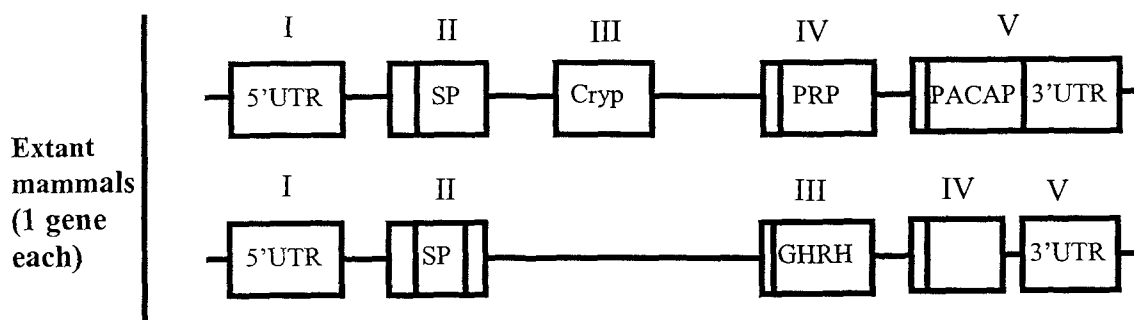 I II III IV V
5'UTR SP Cryp PRP PACAP 3'UTR
Extant
mammals
(1 gene
each)
I II III IV V
5'UTR SP GHRH 3'UTR